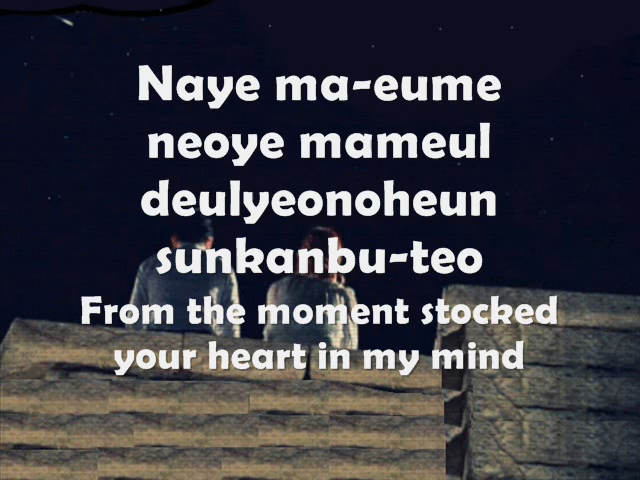 Naye ma-eume
neoye mameul
deulyeonoheun
sunkanbu-teo
From the moment stocked
your heart in my mind